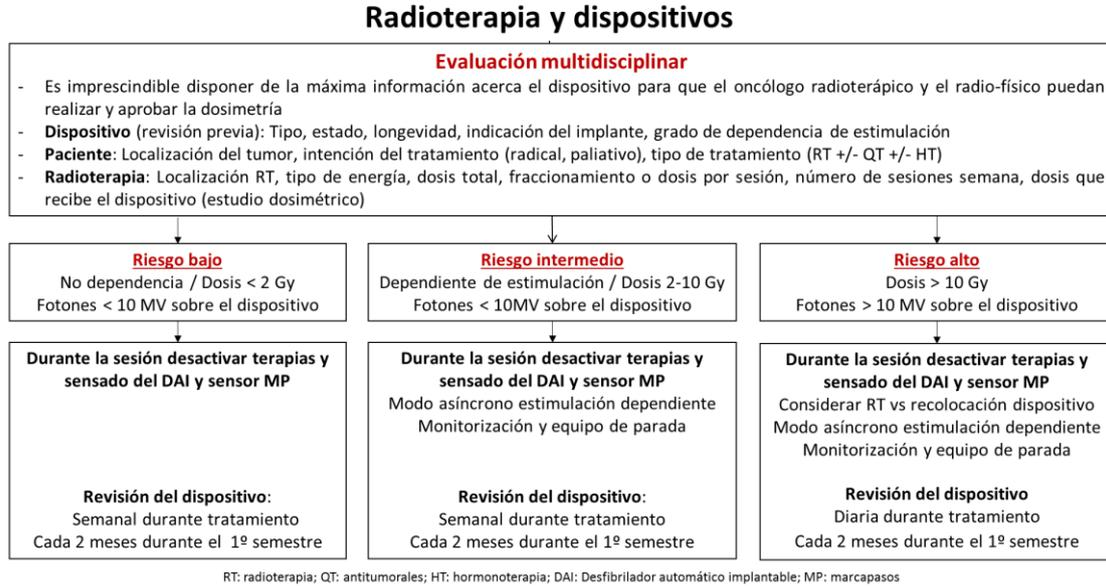 Radioterapia y dispositivos
Evaluación multidisciplinar
- Es imprescindible disponer de la máxima información acerca el dispositivo para que el oncólogo radioterápico y el radio-físico puedan
realizar y aprobar la dosimetría
- Dispositivo (revisión previa): Tipo, estado, longevidad, indicación del implante, grado de dependencia de estimulación
- Paciente: Localización del tumor, intención del tratamiento (radical, paliativo), tipo de tratamiento (RT +/- QT +/- HT)
- Radioterapia: Localización RT, tipo de energía, dosis total, fraccionamiento o dosis por sesión, número de sesiones semana, dosis que
recibe el dispositivo (estudio dosimétrico)
Riesgo bajo
No dependencia / Dosis < 2 Gy
Fotones < 10 MV sobre el dispositivo
Riesgo intermedio
Dependiente de estimulación / Dosis 2-10 Gy
Fotones < 10MV sobre el dispositivo
Riesgo alto
Dosis > 10 Gy
Fotones > 10 MV sobre el dispositivo
Durante la sesión desactivar terapias y
sensado del DAI y sensor MP
Revisión del dispositivo:
Semanal durante tratamiento
Cada 2 meses durante el 1º semestre
Durante la sesión desactivar terapias y
sensado del DAI y sensor MP
Modo asíncrono estimulación dependiente
Monitorización y equipo de parada
Revisión del dispositivo:
Semanal durante tratamiento
Cada 2 meses durante el 1º semestre
Durante la sesión desactivar terapias y
sensado del DAI y sensor MP
Considerar RT vs recolocación dispositivo
Modo asíncrono estimulación dependiente
Monitorización y equipo de parada
Revisión del dispositivo
Diaria durante tratamiento
Cada 2 meses durante el 1º semestre
RT: radioterapia; QT: antitumorales; HT: hormonoterapia; DAI: Desfibrilador automático implantable; MP: marcapasos